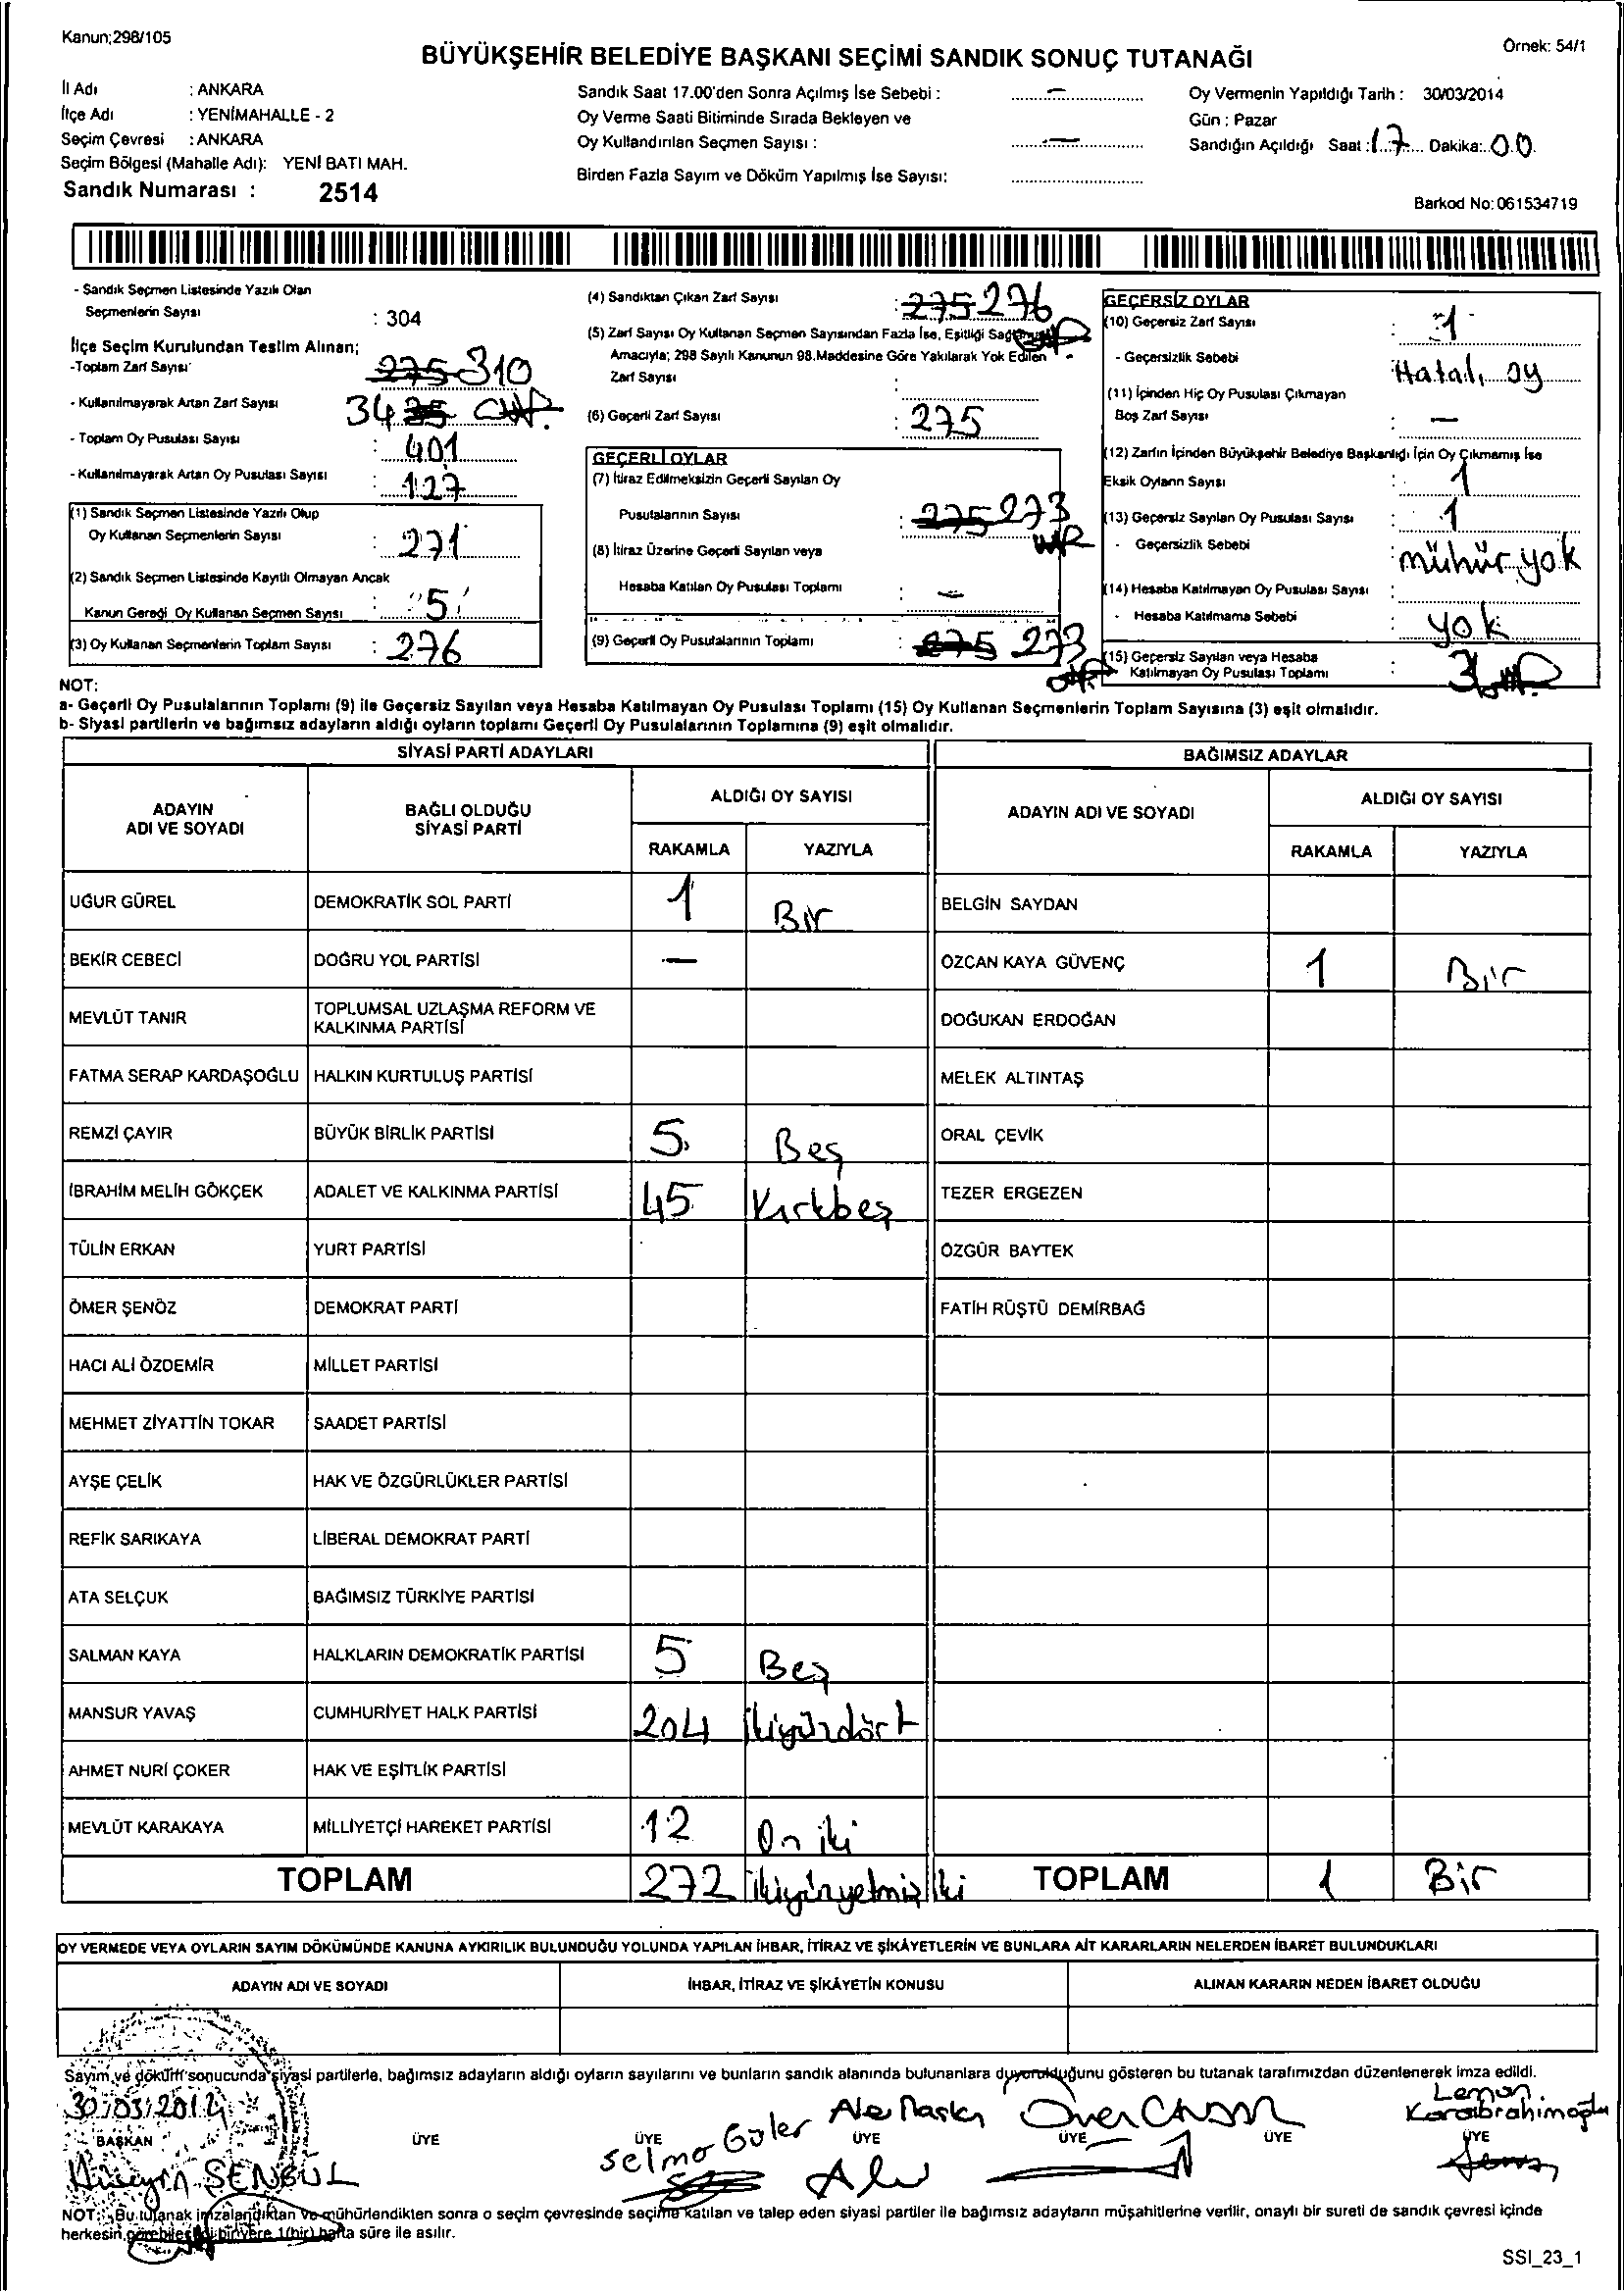 Kanun;298/105
Örnek: 54/1
BÜYÜKŞEHİR BELEDİYE BAŞKANI SEÇİMİ SANDIK SONUÇ TUTANAĞI
İl Adı : ANKARA
İlçe Adı : YENİMAHALLE - 2
Seçim Çevresi : ANKARA
Seçim Bölgesi (Mahalle Adı): YENİ BATI MAH.
Sandık Numarası : 2514
Sandık Saat 17.00'den Sonra Açılmış İse Sebebi : –
Oy Verme Saati Bitiminde Sırada Bekleyen ve
Oy Kullandırılan Seçmen Sayısı : –
Birden Fazla Sayım ve Döküm Yapılmış İse Sayısı:
Oy Vermenin Yapıldığı Tarih : 30/03/2014
Gün : Pazar
Sandığın Açıldığı Saat : 17 Dakika: 00
Barkod No: 061534719
- Sandık Seçmen Listesinde Yazılı Olan
Seçmenlerin Sayısı : 304
İlçe Seçim Kurulundan Teslim Alınan;
-Toplam Zarf Sayısı 275 310
- Kullanılmayarak Artan Zarf Sayısı 34
- Toplam Oy Pusulası Sayısı : 401
- Kullanılmayarak Artan Oy Pusulası Sayısı : 127
(1) Sandık Seçmen Listesinde Yazılı Olup
Oy Kullanan Seçmenlerin Sayısı : 271
(2) Sandık Seçmen Listesinde Kayıtlı Olmayan Ancak
Kanun Gereği Oy Kullanan Seçmen Sayısı : 5
(3) Oy Kullanan Seçmenlerin Toplam Sayısı : 276
(4) Sandıktan Çıkan Zarf Sayısı : 275 276
(5) Zarf Sayısı Oy Kullanan Seçmen Sayısından Fazla İse, Eşitliği
Amacıyla; 298 Sayılı Kanunun 98.Maddesine Göre Yakılarak Yok Edilen
Zarf Sayısı :
(6) Geçerli Zarf Sayısı : 275
GEÇERLİ OYLAR
(7) İtiraz Edilmeksizin Geçerli Sayılan Oy
Pusulalarının Sayısı : 275 273
(8) İtiraz Üzerine Geçerli Sayılan veya
Hesaba Katılan Oy Pusulası Toplamı : –
(9) Geçerli Oy Pusulalarının Toplamı : 275 273
GEÇERSİZ OYLAR
(10) Geçersiz Zarf Sayısı : 1
- Geçersizlik Sebebi : Hatalı oy
(11) İçinden Hiç Oy Pusulası Çıkmayan
Boş Zarf Sayısı : –
(12) Zarfın İçinden Büyükşehir Belediye Başkanlığı İçin Oy Çıkmamış İse
Eksik Oyların Sayısı : 1
(13) Geçersiz Sayılan Oy Pusulası Sayısı : 1
- Geçersizlik Sebebi : mühür yok
(14) Hesaba Katılmayan Oy Pusulası Sayısı :
- Hesaba Katılmama Sebebi : yok
(15) Geçersiz Sayılan veya Hesaba
Katılmayan Oy Pusulası Toplamı : 3
NOT:
a- Geçerli Oy Pusulalarının Toplamı (9) ile Geçersiz Sayılan veya Hesaba Katılmayan Oy Pusulası Toplamı (15) Oy Kullanan Seçmenlerin Toplam Sayısına (3) eşit olmalıdır.
b- Siyasi partilerin ve bağımsız adayların aldığı oyların toplamı Geçerli Oy Pusulalarının Toplamına (9) eşit olmalıdır.
SİYASİ PARTİ ADAYLARI
BAĞIMSIZ ADAYLAR
ADAYIN
ADI VE SOYADI
BAĞLI OLDUĞU
SİYASİ PARTİ
ALDIĞI OY SAYISI
RAKAMLA YAZIYLA
ADAYIN ADI VE SOYADI
ALDIĞI OY SAYISI
RAKAMLA YAZIYLA
UĞUR GÜREL DEMOKRATİK SOL PARTİ 1 Bir
BELGİN SAYDAN
BEKİR CEBECİ DOĞRU YOL PARTİSİ –
ÖZCAN KAYA GÜVENÇ 1 Bir
MEVLÜT TANIR TOPLUMSAL UZLAŞMA REFORM VE
KALKINMA PARTİSİ
DOĞUKAN ERDOĞAN
FATMA SERAP KARDAŞOĞLU HALKIN KURTULUŞ PARTİSİ
MELEK ALTINTAŞ
REMZİ ÇAYIR BÜYÜK BİRLİK PARTİSİ 5 Beş
ORAL ÇEVİK
İBRAHİM MELİH GÖKÇEK ADALET VE KALKINMA PARTİSİ 45 Kırkbeş
TEZER ERGEZEN
TÜLİN ERKAN YURT PARTİSİ
ÖZGÜR BAYTEK
ÖMER ŞENÖZ DEMOKRAT PARTİ
FATİH RÜŞTÜ DEMİRBAĞ
HACI ALİ ÖZDEMİR MİLLET PARTİSİ
MEHMET ZİYATTİN TOKAR SAADET PARTİSİ
AYŞE ÇELİK HAK VE ÖZGÜRLÜKLER PARTİSİ
REFİK SARIKAYA LİBERAL DEMOKRAT PARTİ
ATA SELÇUK BAĞIMSIZ TÜRKİYE PARTİSİ
SALMAN KAYA HALKLARIN DEMOKRATİK PARTİSİ 5 Beş
MANSUR YAVAŞ CUMHURİYET HALK PARTİSİ 204 İkiyüzdört
AHMET NURİ ÇOKER HAK VE EŞİTLİK PARTİSİ
MEVLÜT KARAKAYA MİLLİYETÇİ HAREKET PARTİSİ 12 On iki
TOPLAM 272 ikiyüzyetmişiki
TOPLAM 1 Bir
OY VERMEDE VEYA OYLARIN SAYIM DÖKÜMÜNDE KANUNA AYKIRILIK BULUNDUĞU YOLUNDA YAPILAN İHBAR, İTİRAZ VE ŞİKÂYETLERİN VE BUNLARA AİT KARARLARIN NELERDEN İBARET BULUNDUKLARI
ADAYIN ADI VE SOYADI İHBAR, İTİRAZ VE ŞİKÂYETİN KONUSU ALINAN KARARIN NEDEN İBARET OLDUĞU
Sayım ve döküm sonucunda siyasi partilerle, bağımsız adayların aldığı oyların sayılarını ve bunların sandık alanında bulunanlara duyurulduğunu gösteren bu tutanak tarafımızdan düzenlenerek imza edildi.
30/03/2014
BAŞKAN ÜYE ÜYE ÜYE ÜYE ÜYE ÜYE
Hüseyin ŞENGÜL
Selma Güler
Leman
Karaibrahimoğlu
NOT: Bu tutanak imzalandıktan ve mühürlendikten sonra o seçim çevresinde seçime katılan ve talep eden siyasi partiler ile bağımsız adayların müşahitlerine verilir, onaylı bir sureti de sandık çevresi içinde
herkesin görebileceği bir yere 1(bir) hafta süre ile asılır.
SSI_23_1